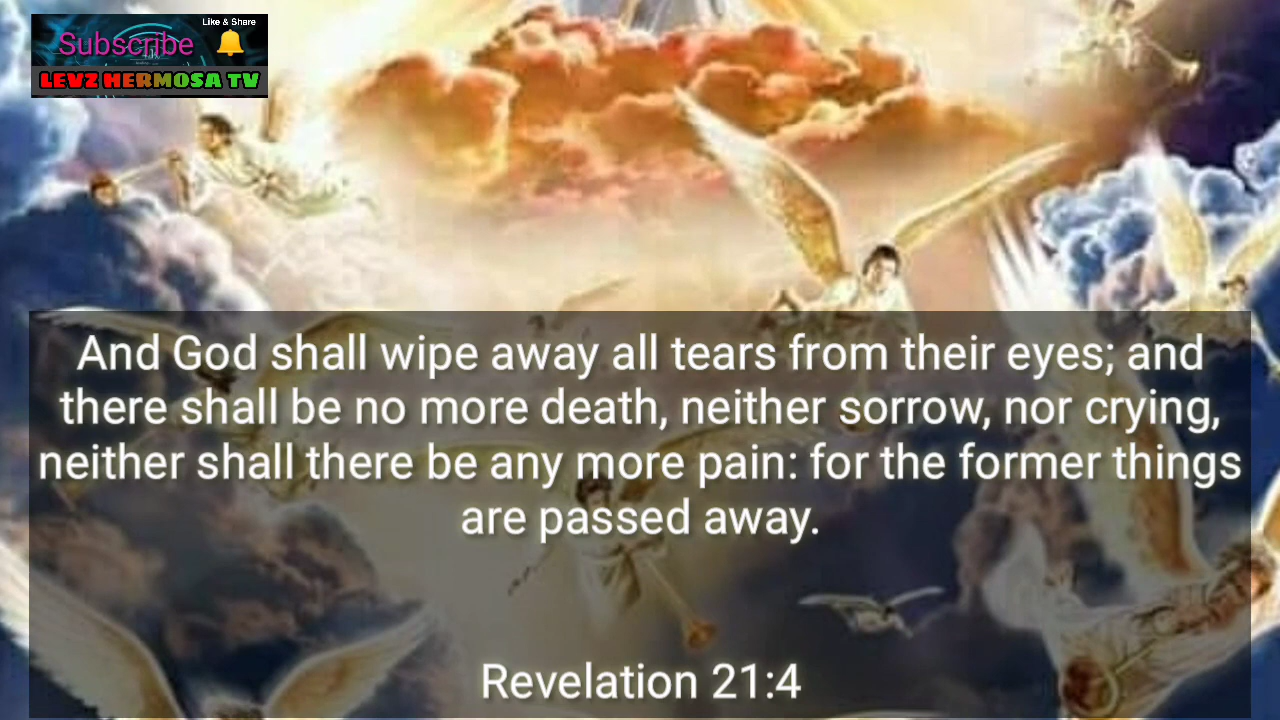 Like & Share
Subscribe
LEVZ HERMOSA TV
And God shall wipe away all tears from their eyes; and
there shall be no more death, neither sorrow, nor crying,
neither shall there be any more pain: for the former things
are passed away.
Revelation 21:4